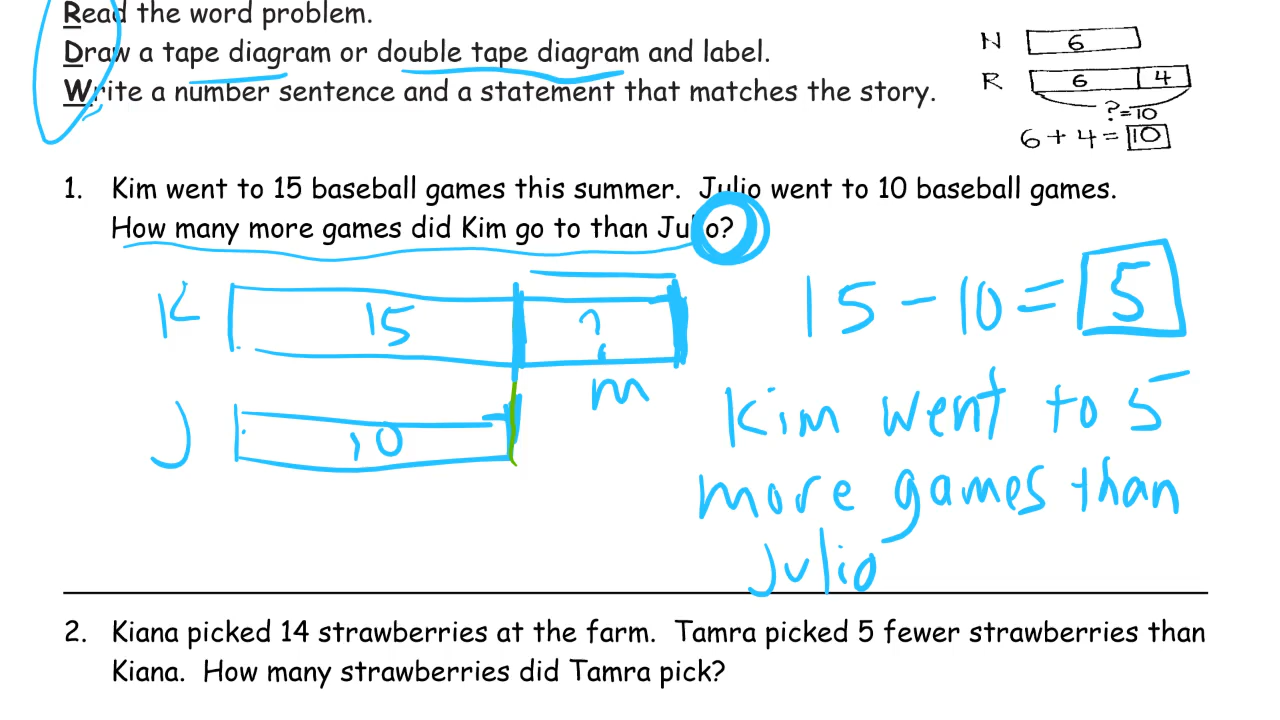 Read the word problem.
Draw a tape diagram or double tape diagram and label.
Write a number sentence and a statement that matches the story.
N 6
R 6 4
?=10
6 + 4 = 10
1. Kim went to 15 baseball games this summer. Julio went to 10 baseball games.
How many more games did Kim go to than Julio?
K 15 ?
m
J 10
15 - 10 = 5
Kim went to 5
more games than
Julio
2. Kiana picked 14 strawberries at the farm. Tamra picked 5 fewer strawberries than
Kiana. How many strawberries did Tamra pick?